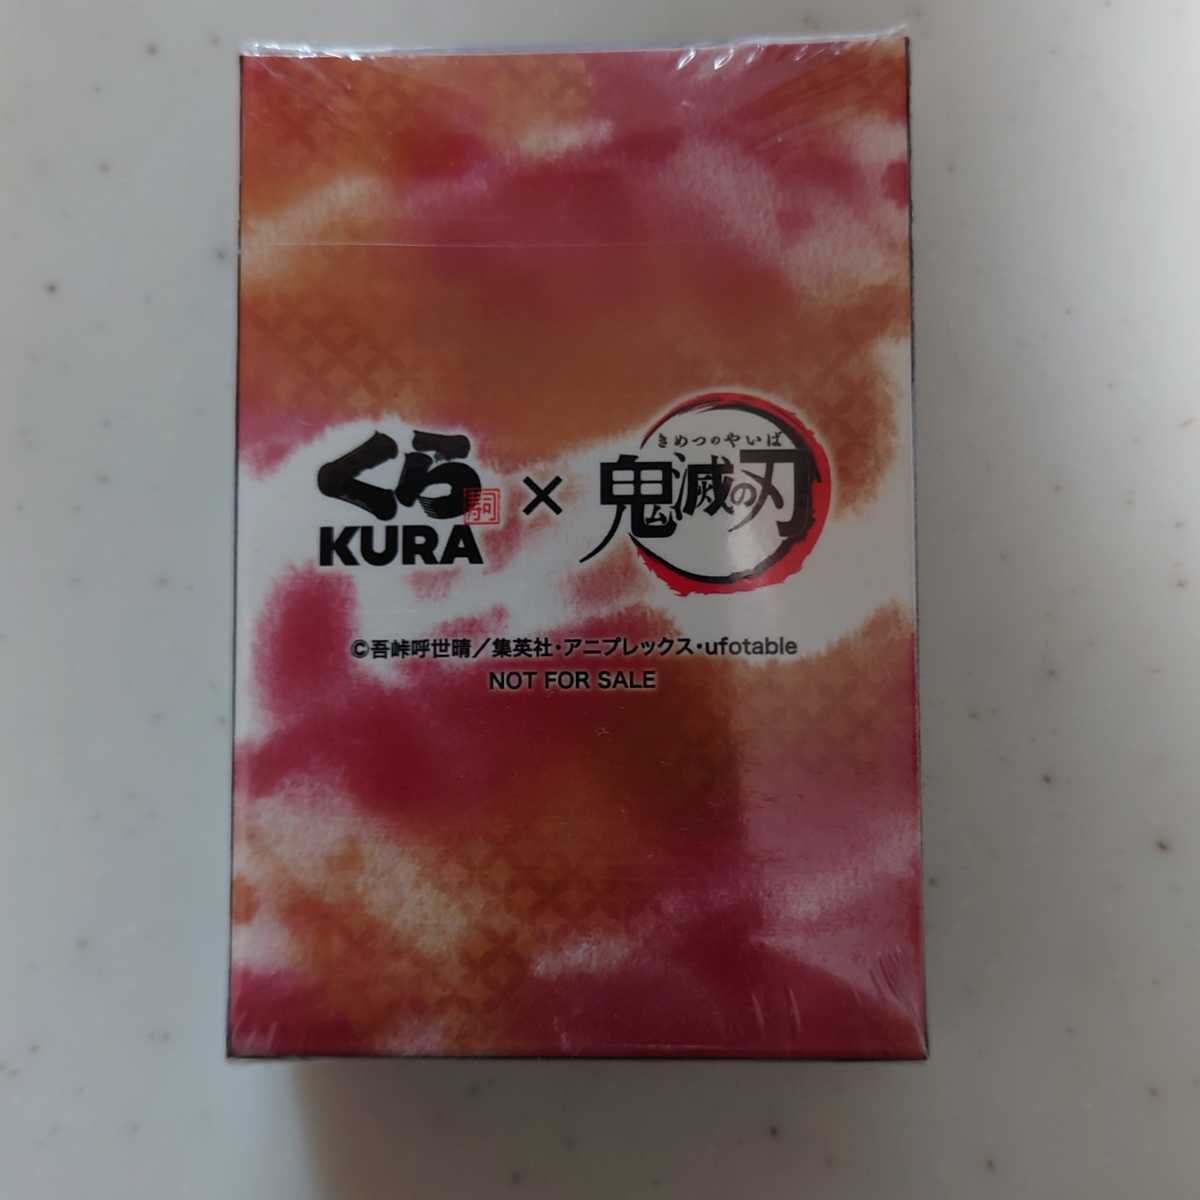 くら寿司
KURA
×
きめつのやいば
鬼滅の刃
©吾峠呼世晴／集英社・アニプレックス・ufotable
NOT FOR SALE